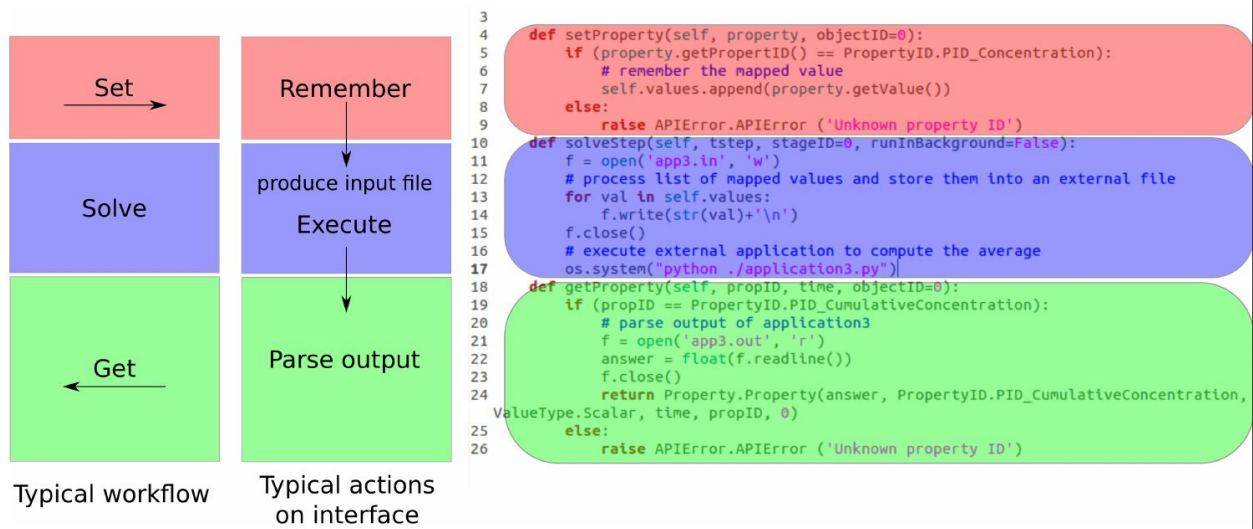 Set
Solve
Get
Typical workflow
Remember
produce input file
Execute
Parse output
Typical actions
on interface
3
4 def setProperty(self, property, objectID=0):
5 if (property.getPropertID() == PropertyID.PID_Concentration):
6 # remember the mapped value
7 self.values.append(property.getValue())
8 else:
9 raise APIError.APIError ('Unknown property ID')
10 def solveStep(self, tstep, stageID=0, runInBackground=False):
11 f = open('app3.in', 'w')
12 # process list of mapped values and store them into an external file
13 for val in self.values:
14 f.write(str(val)+'\n')
15 f.close()
16 # execute external application to compute the average
17 os.system("python ./application3.py")
18 def getProperty(self, propID, time, objectID=0):
19 if (propID == PropertyID.PID_CumulativeConcentration):
20 # parse output of application3
21 f = open('app3.out', 'r')
22 answer = float(f.readline())
23 f.close()
24 return Property.Property(answer, PropertyID.PID_CumulativeConcentration,
ValueType.Scalar, time, propID, 0)
25 else:
26 raise APIError.APIError ('Unknown property ID')